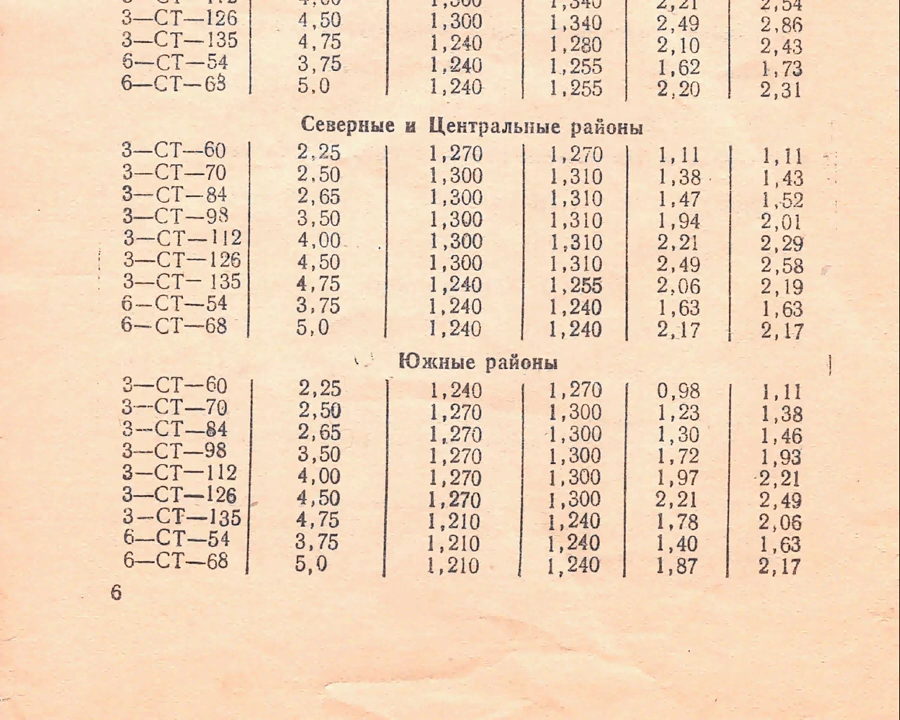 3—СТ—126 4,50 1,300 1,340 2,49 2,86
3—СТ—135 4,75 1,240 1,280 2,10 2,43
6—СТ—54 3,75 1,240 1,255 1,62 1,73
6—СТ—68 5,0 1,240 1,255 2,20 2,31
Северные и Центральные районы
3—СТ—60 2,25 1,270 1,270 1,11 1,11
3—СТ—70 2,50 1,300 1,310 1,38 1,43
3—СТ—84 2,65 1,300 1,310 1,47 1,52
3—СТ—98 3,50 1,300 1,310 1,94 2,01
3—СТ—112 4,00 1,300 1,310 2,21 2,29
3—СТ—126 4,50 1,300 1,310 2,49 2,58
3—СТ—135 4,75 1,240 1,255 2,06 2,19
6—СТ—54 3,75 1,240 1,240 1,63 1,63
6—СТ—68 5,0 1,240 1,240 2,17 2,17
Южные районы
3—СТ—60 2,25 1,240 1,270 0,98 1,11
3—СТ—70 2,50 1,270 1,300 1,23 1,38
3—СТ—84 2,65 1,270 1,300 1,30 1,46
3—СТ—98 3,50 1,270 1,300 1,72 1,93
3—СТ—112 4,00 1,270 1,300 1,97 2,21
3—СТ—126 4,50 1,270 1,300 2,21 2,49
3—СТ—135 4,75 1,210 1,240 1,78 2,06
6—СТ—54 3,75 1,210 1,240 1,40 1,63
6—СТ—68 5,0 1,210 1,240 1,87 2,17
6